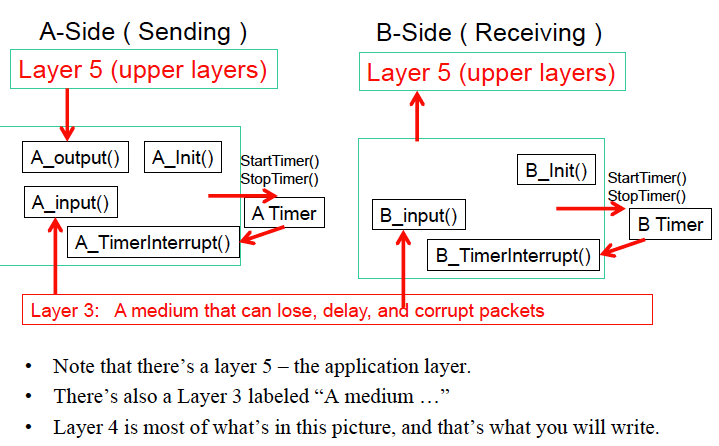 A-Side ( Sending )
Layer 5 (upper layers)
A_output()
A_Init()
A_input()
StartTimer()
StopTimer()
A Timer
A_TimerInterrupt()
B-Side ( Receiving )
Layer 5 (upper layers)
B_Init()
B_input()
StartTimer()
StopTimer()
B Timer
B_TimerInterrupt()
Layer 3: A medium that can lose, delay, and corrupt packets
• Note that there's a layer 5 – the application layer.
• There's also a Layer 3 labeled “A medium …”
• Layer 4 is most of what's in this picture, and that's what you will write.